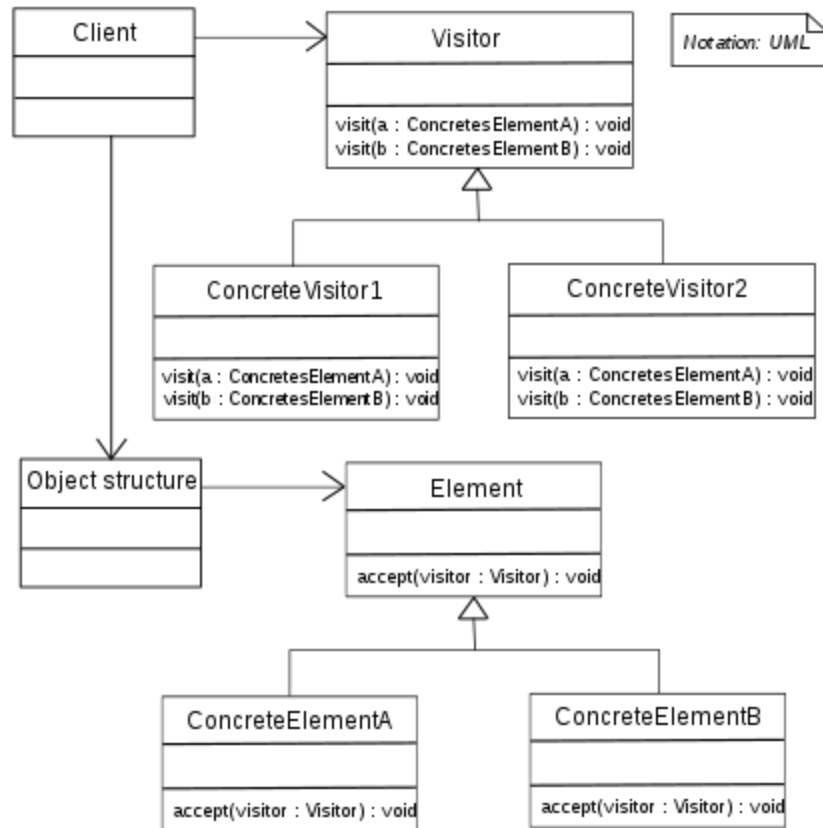 Client
Visitor
Notation: UML
visit(a : ConcretesElementA) : void
visit(b : ConcretesElementB) : void
ConcreteVisitor1
ConcreteVisitor2
visit(a : ConcretesElementA) : void
visit(b : ConcretesElementB) : void
visit(a : ConcretesElementA) : void
visit(b : ConcretesElementB) : void
Object structure
Element
accept(visitor : Visitor) : void
ConcreteElementA
ConcreteElementB
accept(visitor : Visitor) : void
accept(visitor : Visitor) : void